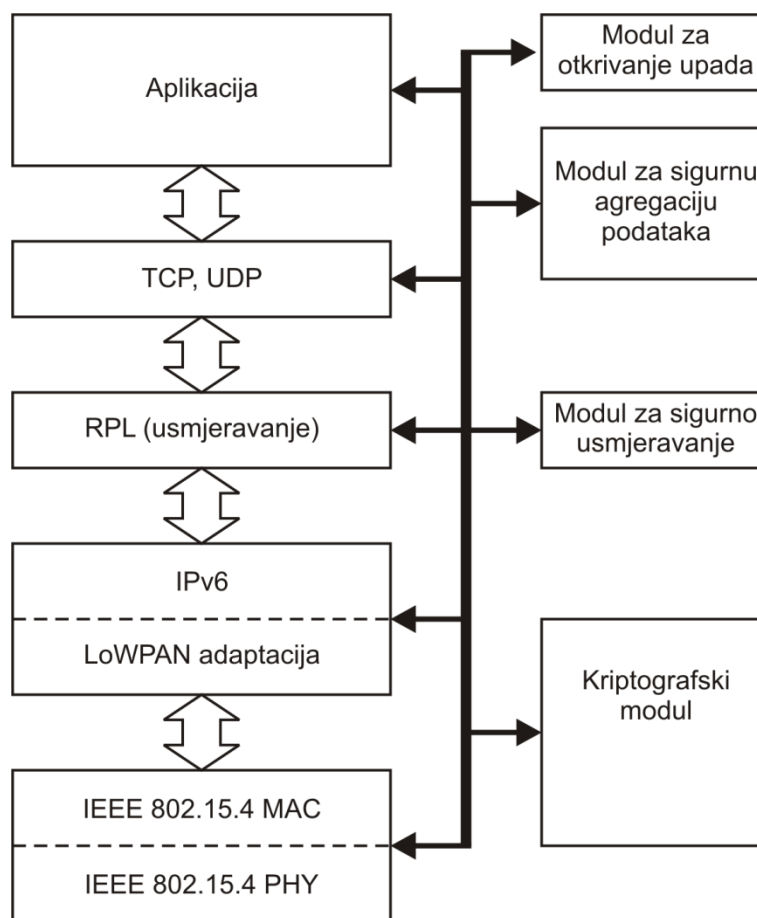 Aplikacija
TCP, UDP
RPL (usmjeravanje)
IPv6
LoWPAN adaptacija
IEEE 802.15.4 MAC
IEEE 802.15.4 PHY
Modul za
otkrivanje upada
Modul za sigurnu
agregaciju
podataka
Modul za sigurno
usmjeravanje
Kriptografski
modul